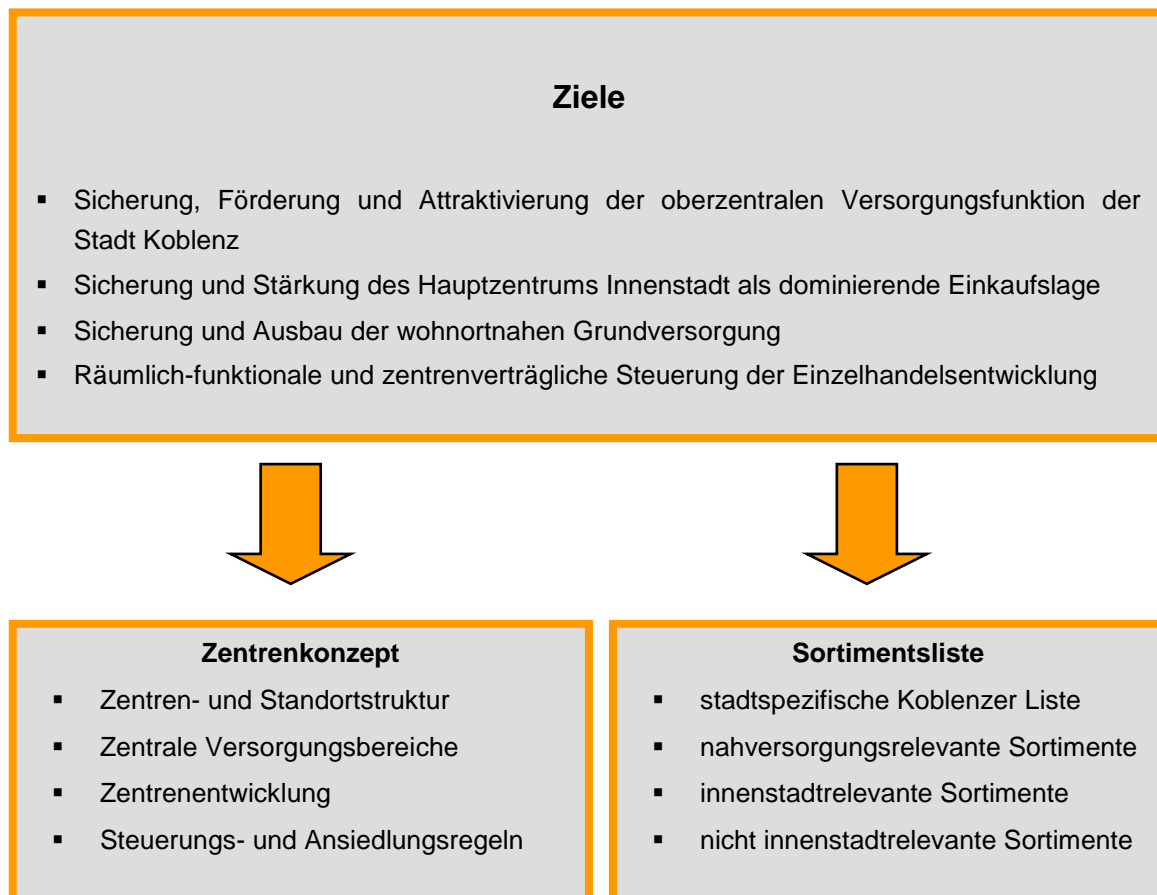 Ziele
▪ Sicherung, Förderung und Attraktivierung der oberzentralen Versorgungsfunktion der
Stadt Koblenz
▪ Sicherung und Stärkung des Hauptzentrums Innenstadt als dominierende Einkaufslage
▪ Sicherung und Ausbau der wohnortnahen Grundversorgung
▪ Räumlich-funktionale und zentrenverträgliche Steuerung der Einzelhandelsentwicklung
Zentrenkonzept
▪ Zentren- und Standortstruktur
▪ Zentrale Versorgungsbereiche
▪ Zentrenentwicklung
▪ Steuerungs- und Ansiedlungsregeln
Sortimentsliste
▪ stadtspezifische Koblenzer Liste
▪ nahversorgungsrelevante Sortimente
▪ innenstadtrelevante Sortimente
▪ nicht innenstadtrelevante Sortimente